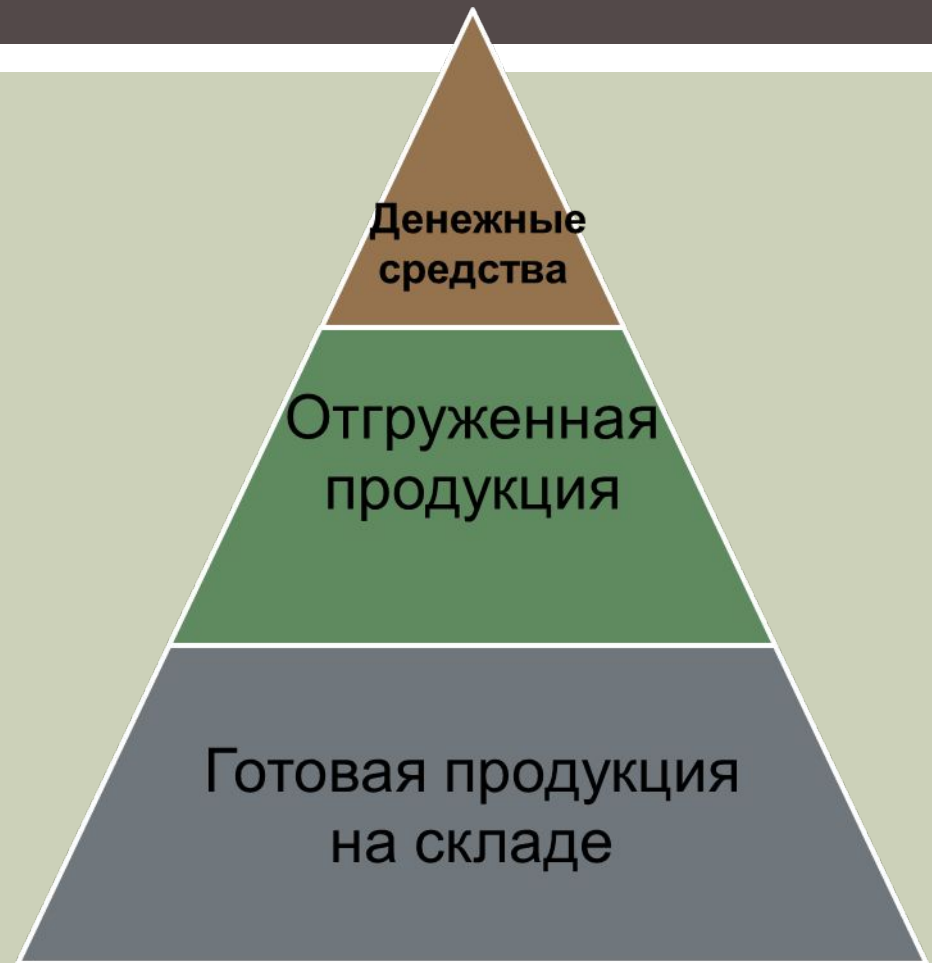 Денежные
средства
Отгруженная
продукция
Готовая продукция
на складе